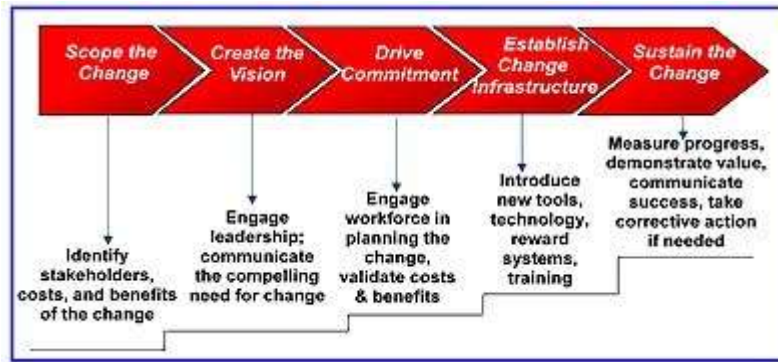 Scope the
Change
Create the
Vision
Drive
Commitment
Establish
Change
Infrastructure
Sustain the
Change
Identify
stakeholders,
costs, and benefits
of the change
Engage
leadership;
communicate
the compelling
need for change
Engage
workforce in
planning the
change,
validate costs
& benefits
Introduce
new tools,
technology,
reward
systems,
training
Measure progress,
demonstrate value,
communicate
success, take
corrective action
if needed